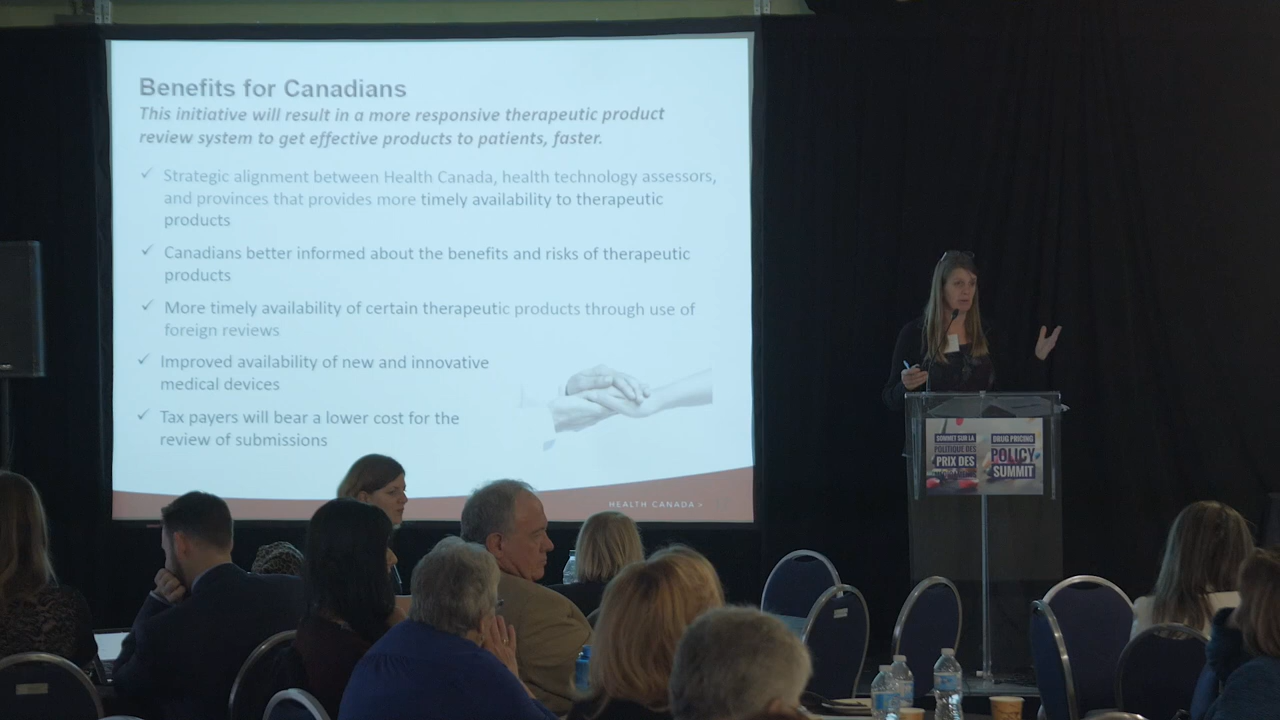 Benefits for Canadians
This initiative will result in a more responsive therapeutic product
review system to get effective products to patients, faster.
✓ Strategic alignment between Health Canada, health technology assessors,
and provinces that provides more timely availability to therapeutic
products
✓ Canadians better informed about the benefits and risks of therapeutic
products
✓ More timely availability of certain therapeutic products through use of
foreign reviews
✓ Improved availability of new and innovative
medical devices
✓ Tax payers will bear a lower cost for the
review of submissions
HEALTH CANADA >
SOMMET SUR LA
POLITIQUE DES
PRIX DES
DRUG PRICING
POLICY
SUMMIT